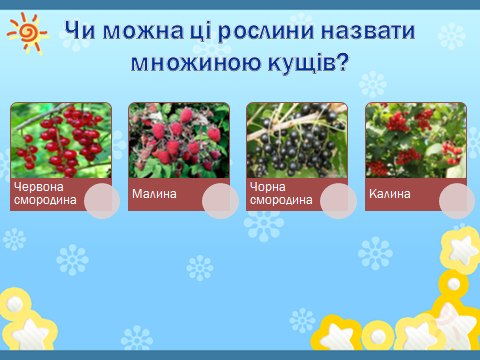 Чи можна ці рослини назвати
множиною кущів?
Червона
смородина
Малина
Чорна
смородина
Калина